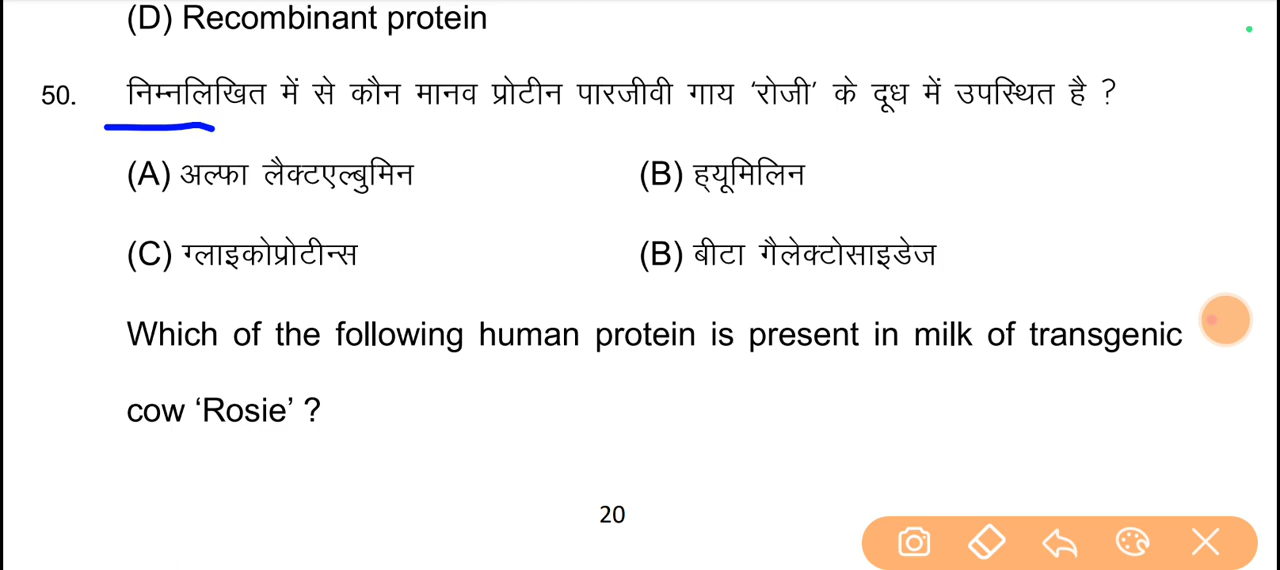 (D) Recombinant protein
50. निम्नलिखित में से कौन मानव प्रोटीन पारजीवी गाय ‘रोजी’ के दूध में उपस्थित है ?
(A) अल्फा लैक्टएल्बुमिन (B) ह्यूमिलिन
(C) ग्लाइकोप्रोटीन्स (B) बीटा गैलेक्टोसाइडेज
Which of the following human protein is present in milk of transgenic
cow ‘Rosie’ ?
20